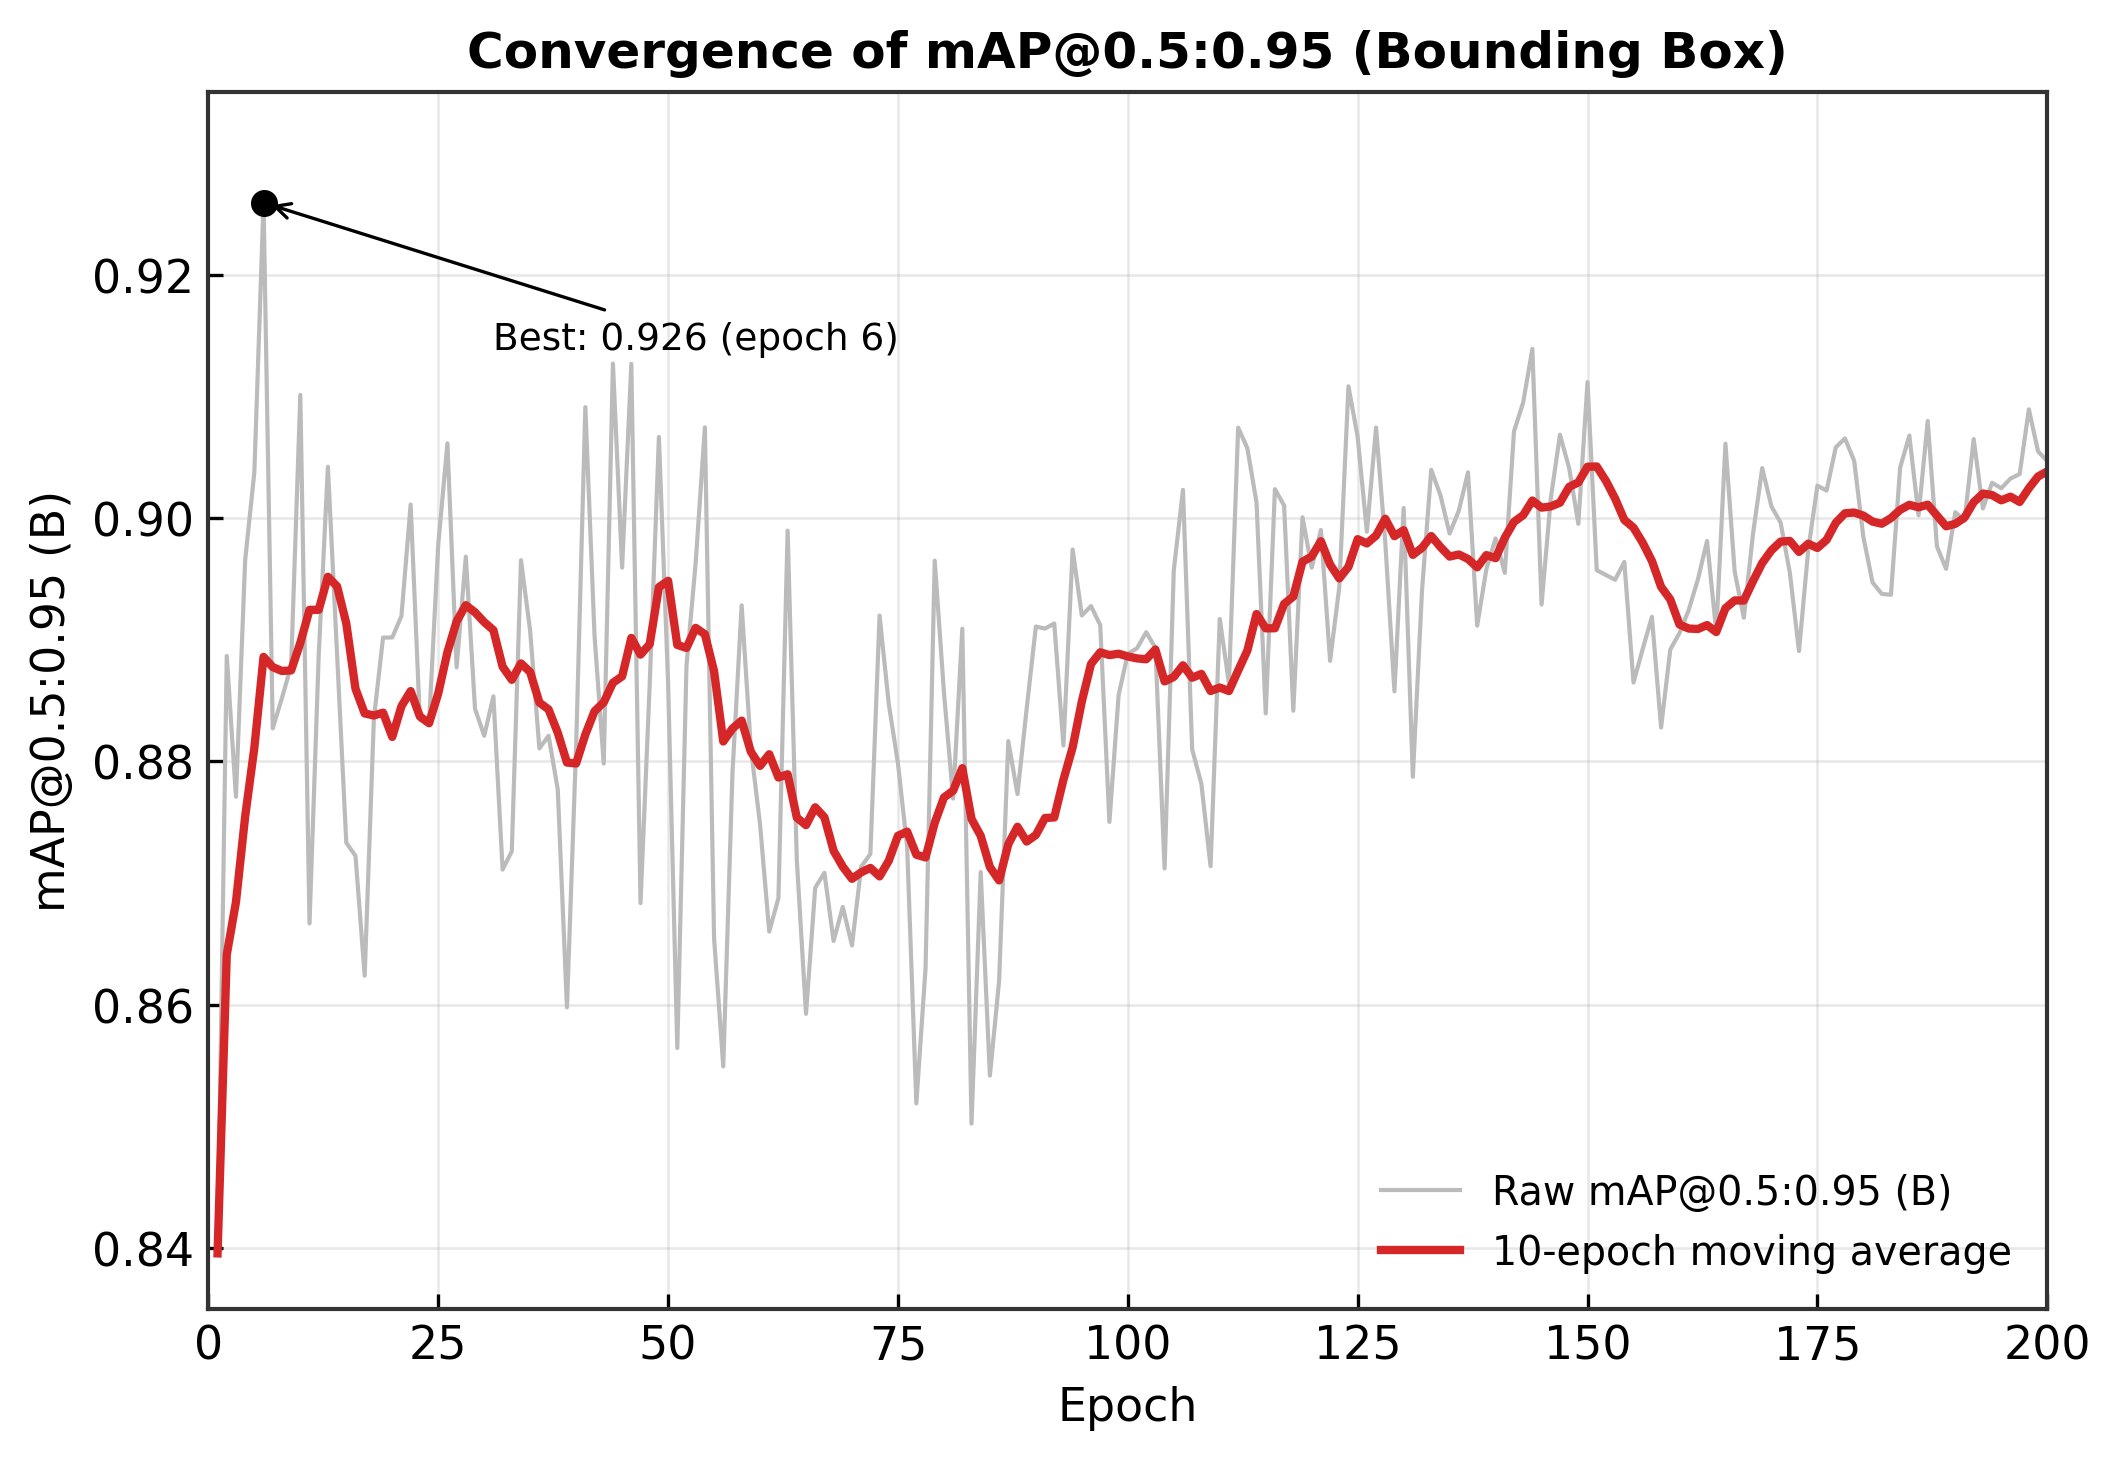 Convergence of mAP@0.5:0.95 (Bounding Box)
mAP@0.5:0.95 (B)
0.92
0.90
0.88
0.86
0.84
Best: 0.926 (epoch 6)
Raw mAP@0.5:0.95 (B)
10-epoch moving average
0 25 50 75 100 125 150 175 200
Epoch